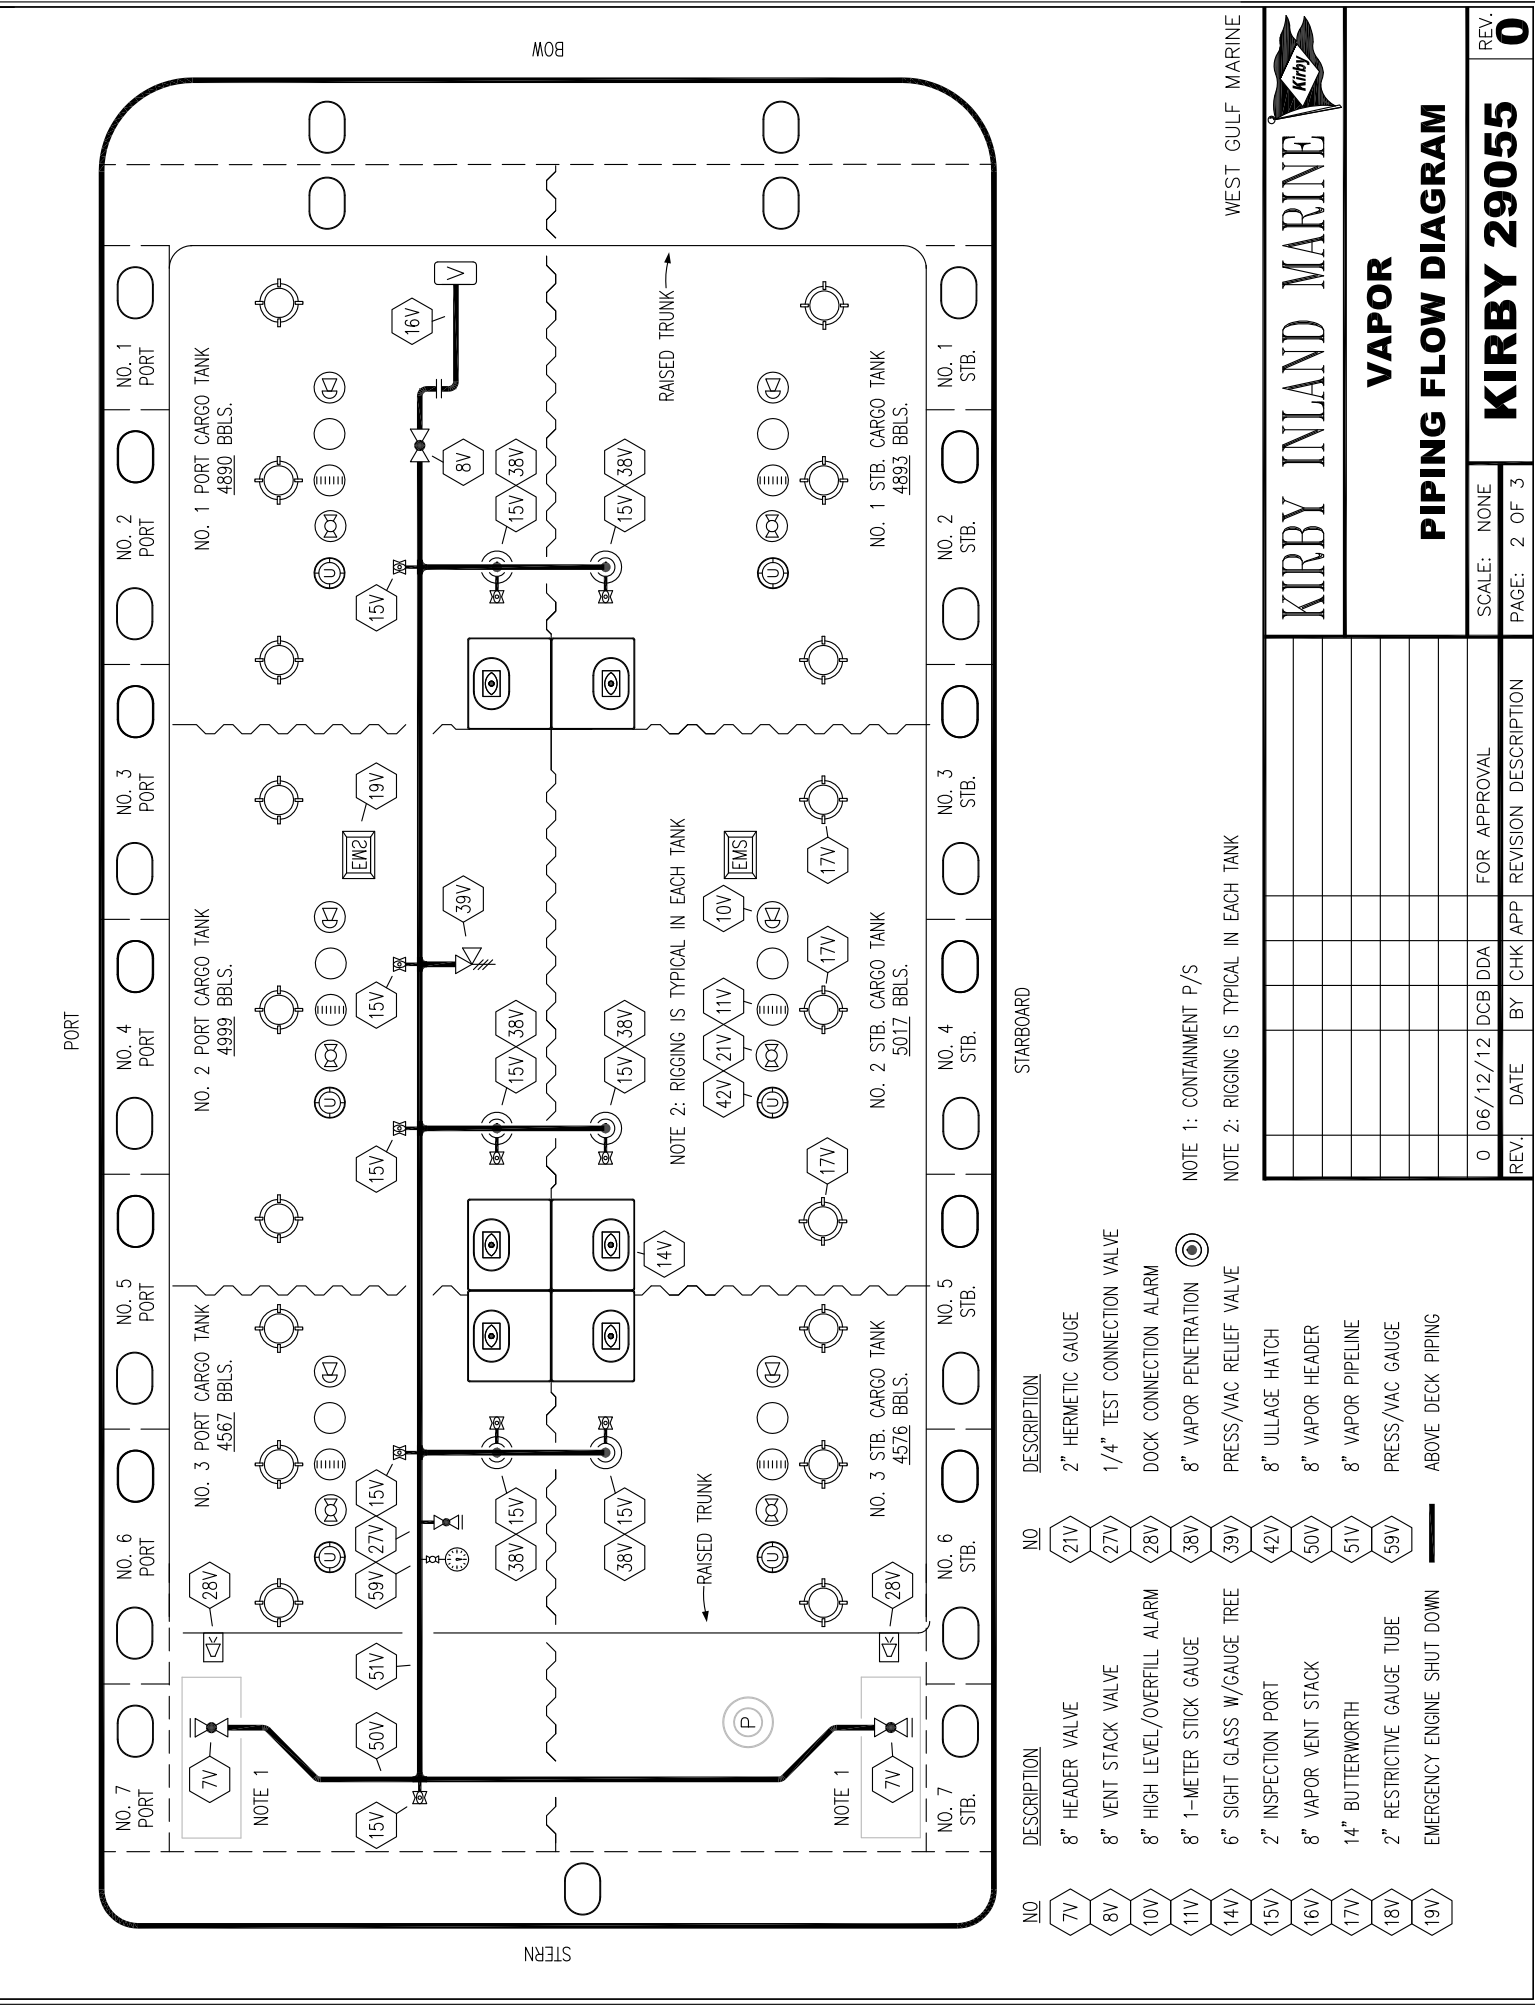 PORT
STERN
BOW
STARBOARD
NO. 7
PORT
NO. 6
PORT
NO. 5
PORT
NO. 4
PORT
NO. 3
PORT
NO. 2
PORT
NO. 1
PORT
NO. 3 PORT CARGO TANK
4567 BBLS.
NO. 2 PORT CARGO TANK
4999 BBLS.
NO. 1 PORT CARGO TANK
4890 BBLS.
7V
NOTE 1
28V
15V
50V
51V
59V
27V
15V
15V
15V
19V
EMS
39V
15V
8V
16V
V
U
U
U
38V
15V
15V
38V
15V
38V
38V
15V
15V
38V
15V
38V
14V
NOTE 2: RIGGING IS TYPICAL IN EACH TANK
RAISED TRUNK
RAISED TRUNK
P
42V
21V
11V
10V
EMS
U
U
U
17V
17V
17V
7V
NOTE 1
28V
NO. 3 STB. CARGO TANK
4576 BBLS.
NO. 2 STB. CARGO TANK
5017 BBLS.
NO. 1 STB. CARGO TANK
4893 BBLS.
NO. 7
STB.
NO. 6
STB.
NO. 5
STB.
NO. 4
STB.
NO. 3
STB.
NO. 2
STB.
NO. 1
STB.
NO DESCRIPTION
7V 8" HEADER VALVE
8V 8" VENT STACK VALVE
10V 8" HIGH LEVEL/OVERFILL ALARM
11V 8" 1-METER STICK GAUGE
14V 6" SIGHT GLASS W/GAUGE TREE
15V 2" INSPECTION PORT
16V 8" VAPOR VENT STACK
17V 14" BUTTERWORTH
18V 2" RESTRICTIVE GAUGE TUBE
19V EMERGENCY ENGINE SHUT DOWN
NO DESCRIPTION
21V 2" HERMETIC GAUGE
27V 1/4" TEST CONNECTION VALVE
28V DOCK CONNECTION ALARM
38V 8" VAPOR PENETRATION
39V PRESS/VAC RELIEF VALVE
42V 8" ULLAGE HATCH
50V 8" VAPOR HEADER
51V 8" VAPOR PIPELINE
59V PRESS/VAC GAUGE
ABOVE DECK PIPING
NOTE 1: CONTAINMENT P/S
NOTE 2: RIGGING IS TYPICAL IN EACH TANK
WEST GULF MARINE
KIRBY INLAND MARINE
Kirby
VAPOR
PIPING FLOW DIAGRAM
0 06/12/12 DCB DDA FOR APPROVAL
REV. DATE BY CHK APP REVISION DESCRIPTION
SCALE: NONE
PAGE: 2 OF 3
KIRBY 29055
REV.
0